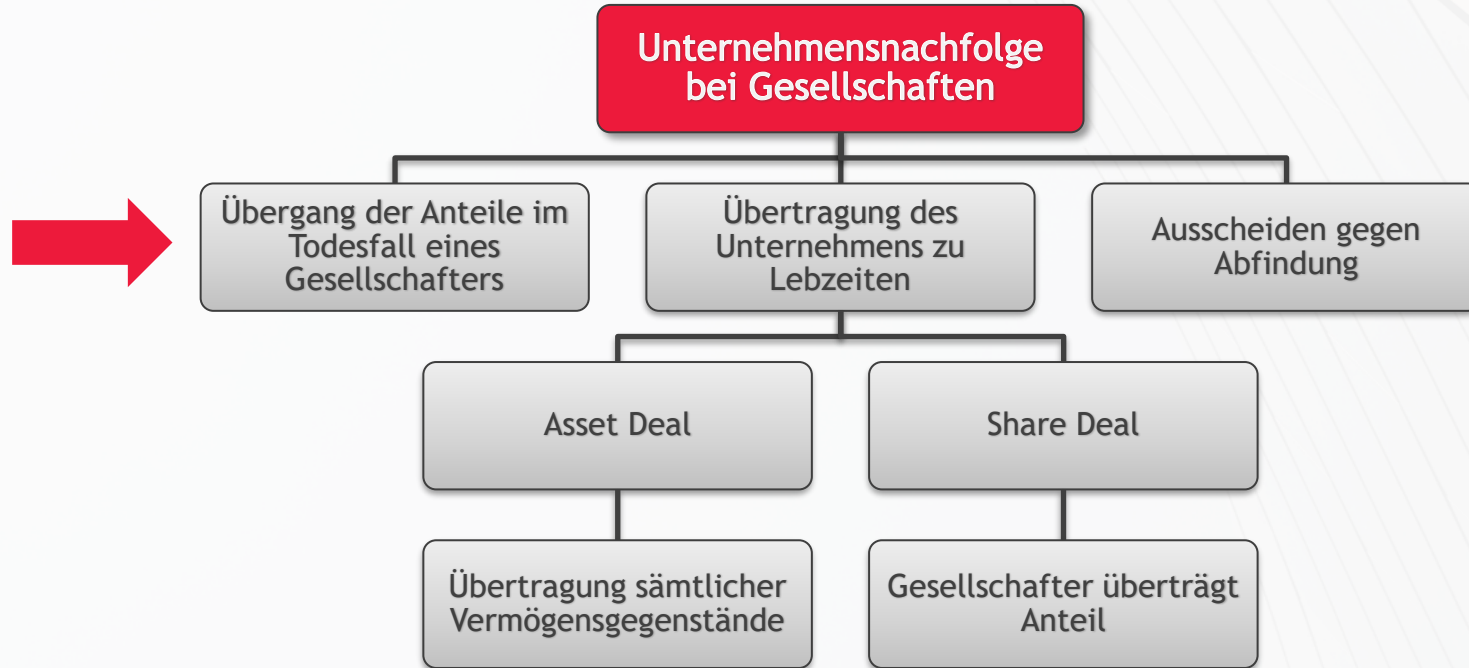 Unternehmensnachfolge
bei Gesellschaften
Übergang der Anteile im
Todesfall eines
Gesellschafters
Übertragung des
Unternehmens zu
Lebzeiten
Ausscheiden gegen
Abfindung
Asset Deal
Share Deal
Übertragung sämtlicher
Vermögensgegenstände
Gesellschafter überträgt
Anteil